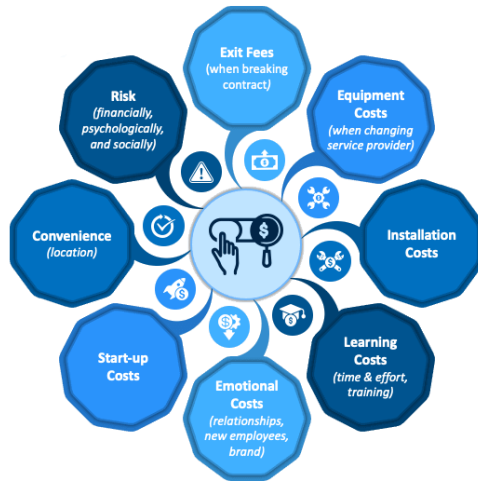 Exit Fees
(when breaking
contract)
Equipment
Costs
(when changing
service provider)
Installation
Costs
Learning
Costs
(time & effort,
training)
Emotional
Costs
(relationships,
new employees,
brand)
Start-up
Costs
Convenience
(location)
Risk
(financially,
psychologically,
and socially)